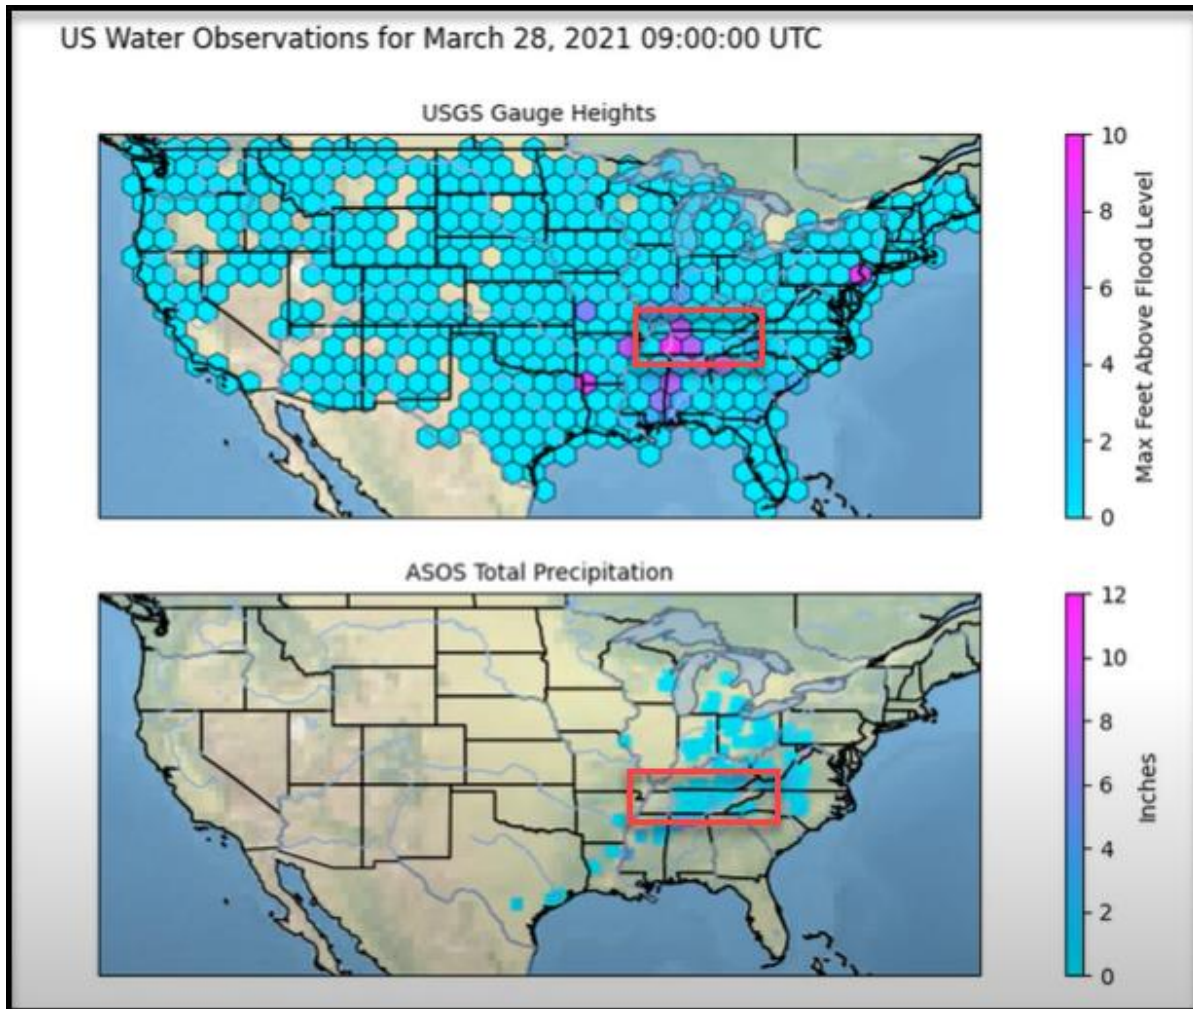 US Water Observations for March 28, 2021 09:00:00 UTC
USGS Gauge Heights
10
8
6
4
2
0
Max Feet Above Flood Level
ASOS Total Precipitation
12
10
8
6
4
2
0
Inches